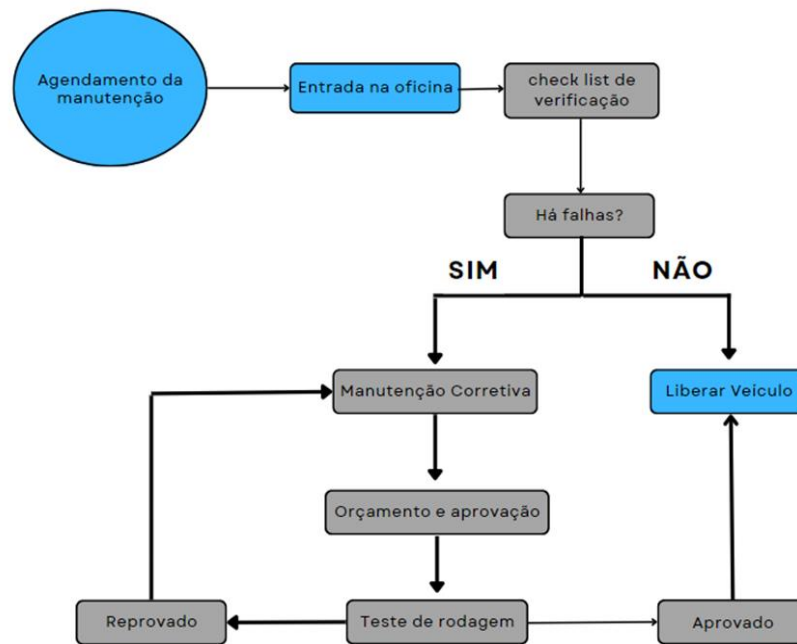 Agendamento da
manutenção
Entrada na oficina
check list de
verificação
Há falhas?
SIM
NÃO
Manutenção Corretiva
Liberar Veiculo
Orçamento e aprovação
Reprovado
Teste de rodagem
Aprovado